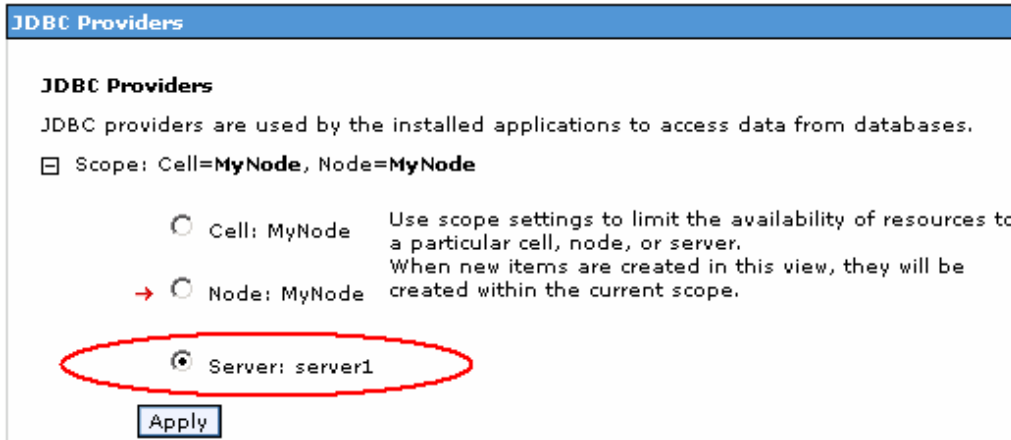 JDBC Providers
JDBC Providers
JDBC providers are used by the installed applications to access data from databases.
Scope: Cell=MyNode, Node=MyNode
Cell: MyNode
Use scope settings to limit the availability of resources to
a particular cell, node, or server.
When new items are created in this view, they will be
Node: MyNode
created within the current scope.
Server: server1
Apply